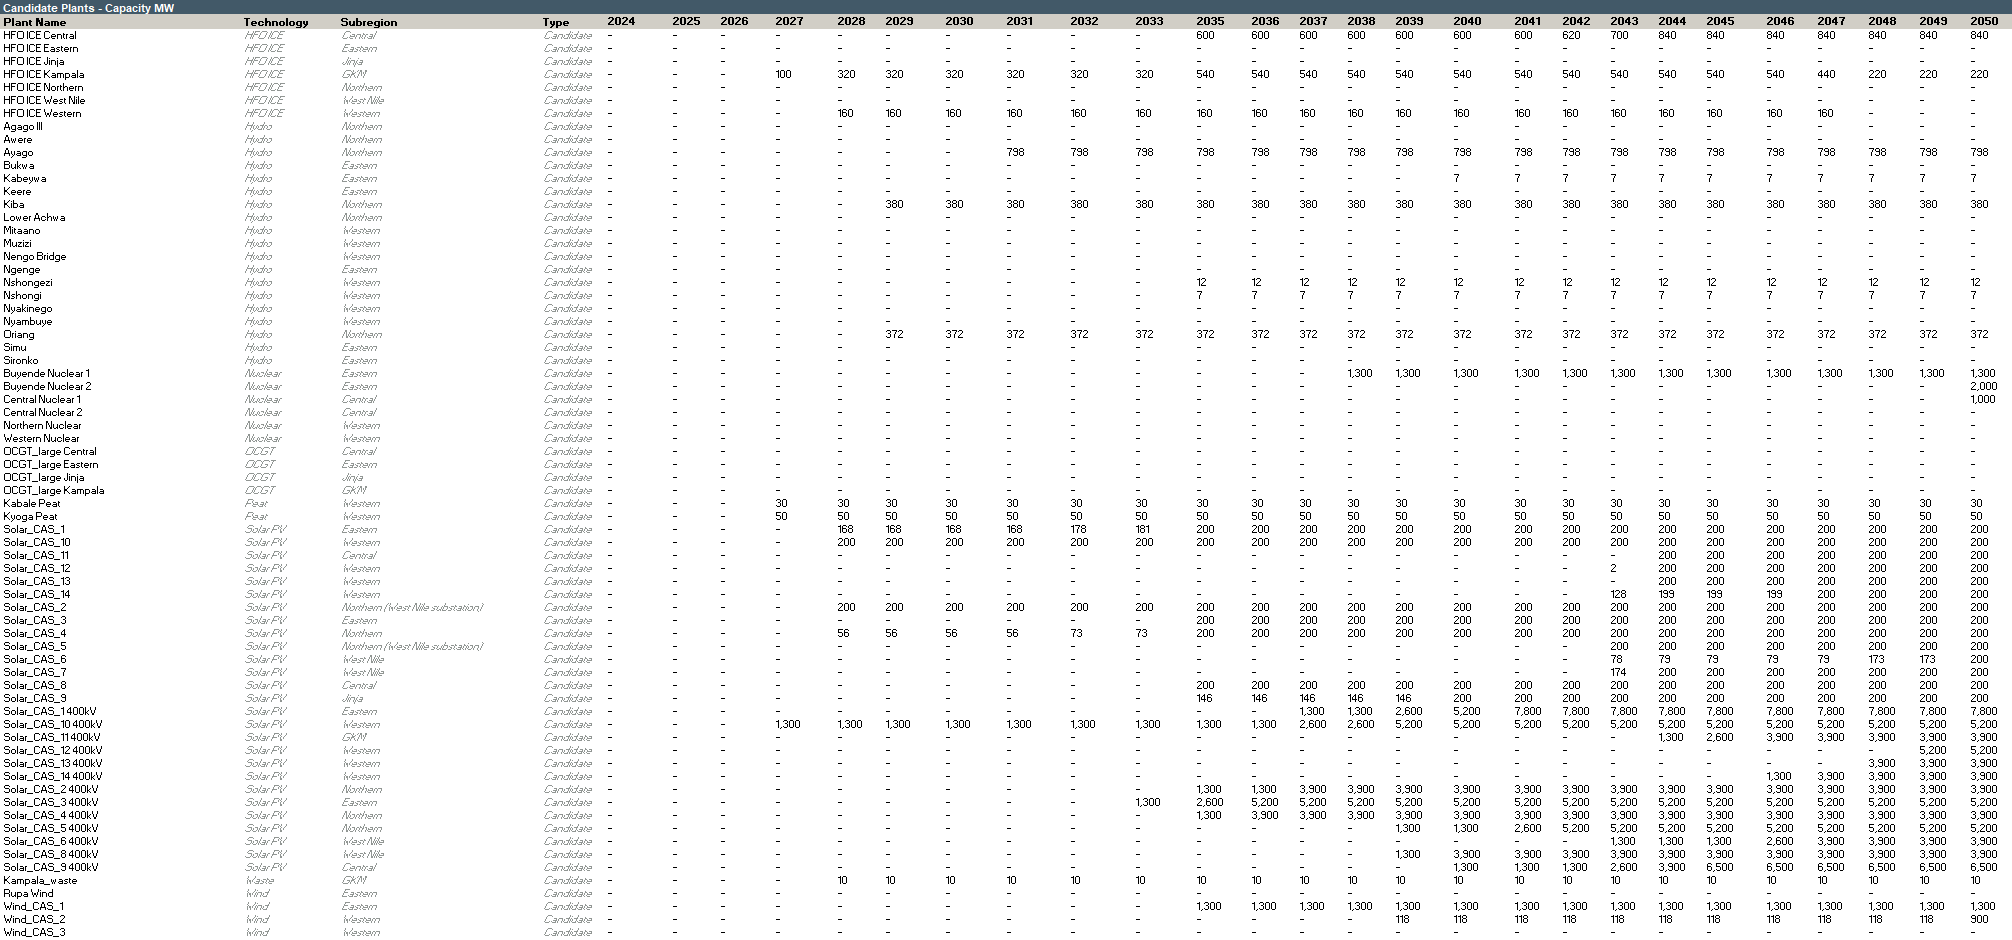 Candidate Plants - Capacity MW
Plant Name Technology Subregion Type 2024 2025 2026 2027 2028 2029 2030 2031 2032 2033 2035 2036 2037 2038 2039 2040 2041 2042 2043 2044 2045 2046 2047 2048 2049 2050
HFO ICE Central HFO ICE Central Candidate - - - - - - - - - - 600 600 600 600 600 600 600 620 700 840 840 840 840 840 840 840
HFO ICE Eastern HFO ICE Eastern Candidate - - - - - - - - - - - - - - - - - - - - - - - - - -
HFO ICE Jinja HFO ICE Jinja Candidate - - - - - - - - - - - - - - - - - - - - - - - - - -
HFO ICE Kampala HFO ICE GKM Candidate - - - 100 320 320 320 320 320 320 540 540 540 540 540 540 540 540 540 540 540 540 440 220 220 220
HFO ICE Northern HFO ICE Northern Candidate - - - - - - - - - - - - - - - - - - - - - - - - - -
HFO ICE West Nile HFO ICE West Nile Candidate - - - - - - - - - - - - - - - - - - - - - - - - - -
HFO ICE Western HFO ICE Western Candidate - - - - 160 160 160 160 160 160 160 160 160 160 160 160 160 160 160 160 160 160 160 - - -
Agago III Hydro Northern Candidate - - - - - - - - - - - - - - - - - - - - - - - - - -
Awere Hydro Northern Candidate - - - - - - - - - - - - - - - - - - - - - - - - - -
Ayago Hydro Northern Candidate - - - - - - - 798 798 798 798 798 798 798 798 798 798 798 798 798 798 798 798 798 798 798
Bukwa Hydro Eastern Candidate - - - - - - - - - - - - - - - - - - - - - - - - - -
Kabeywa Hydro Eastern Candidate - - - - - - - - - - - - - - - 7 7 7 7 7 7 7 7 7 7 7
Keere Hydro Eastern Candidate - - - - - - - - - - - - - - - - - - - - - - - - - -
Kiba Hydro Northern Candidate - - - - - 380 380 380 380 380 380 380 380 380 380 380 380 380 380 380 380 380 380 380 380 380
Lower Achwa Hydro Northern Candidate - - - - - - - - - - - - - - - - - - - - - - - - - -
Mitaano Hydro Western Candidate - - - - - - - - - - - - - - - - - - - - - - - - - -
Muzizi Hydro Western Candidate - - - - - - - - - - - - - - - - - - - - - - - - - -
Nengo Bridge Hydro Western Candidate - - - - - - - - - - - - - - - - - - - - - - - - - -
Ngenge Hydro Eastern Candidate - - - - - - - - - - - - - - - - - - - - - - - - - -
Nshongezi Hydro Western Candidate - - - - - - - - - - 12 12 12 12 12 12 12 12 12 12 12 12 12 12 12 12
Nshongi Hydro Western Candidate - - - - - - - - - - 7 7 7 7 7 7 7 7 7 7 7 7 7 7 7 7
Nyakinego Hydro Western Candidate - - - - - - - - - - - - - - - - - - - - - - - - - -
Nyambuye Hydro Western Candidate - - - - - - - - - - - - - - - - - - - - - - - - - -
Oriang Hydro Northern Candidate - - - - - 372 372 372 372 372 372 372 372 372 372 372 372 372 372 372 372 372 372 372 372 372
Simu Hydro Eastern Candidate - - - - - - - - - - - - - - - - - - - - - - - - - -
Sironko Hydro Eastern Candidate - - - - - - - - - - - - - - - - - - - - - - - - - -
Buyende Nuclear 1 Nuclear Eastern Candidate - - - - - - - - - - - - - 1,300 1,300 1,300 1,300 1,300 1,300 1,300 1,300 1,300 1,300 1,300 1,300 1,300
Buyende Nuclear 2 Nuclear Eastern Candidate - - - - - - - - - - - - - - - - - - - - - - - - - 2,000
Central Nuclear 1 Nuclear Central Candidate - - - - - - - - - - - - - - - - - - - - - - - - - 1,000
Central Nuclear 2 Nuclear Central Candidate - - - - - - - - - - - - - - - - - - - - - - - - - -
Northern Nuclear Nuclear Western Candidate - - - - - - - - - - - - - - - - - - - - - - - - - -
Western Nuclear Nuclear Western Candidate - - - - - - - - - - - - - - - - - - - - - - - - - -
OCGT_large Central OCGT Central Candidate - - - - - - - - - - - - - - - - - - - - - - - - - -
OCGT_large Eastern OCGT Eastern Candidate - - - - - - - - - - - - - - - - - - - - - - - - - -
OCGT_large Jinja OCGT Jinja Candidate - - - - - - - - - - - - - - - - - - - - - - - - - -
OCGT_large Kampala OCGT GKM Candidate - - - - - - - - - - - - - - - - - - - - - - - - - -
Kabale Peat Peat Western Candidate - - - 30 30 30 30 30 30 30 30 30 30 30 30 30 30 30 30 30 30 30 30 30 30 30
Kyoga Peat Peat Western Candidate - - - 50 50 50 50 50 50 50 50 50 50 50 50 50 50 50 50 50 50 50 50 50 50 50
Solar_CAS_1 Solar PV Eastern Candidate - - - - 168 168 168 168 178 181 200 200 200 200 200 200 200 200 200 200 200 200 200 200 200 200
Solar_CAS_10 Solar PV Western Candidate - - - - 200 200 200 200 200 200 200 200 200 200 200 200 200 200 200 200 200 200 200 200 200 200
Solar_CAS_11 Solar PV Central Candidate - - - - - - - - - - - - - - - - - - - 200 200 200 200 200 200 200
Solar_CAS_12 Solar PV Western Candidate - - - - - - - - - - - - - - - - - - 2 200 200 200 200 200 200 200
Solar_CAS_13 Solar PV Western Candidate - - - - - - - - - - - - - - - - - - - 200 200 200 200 200 200 200
Solar_CAS_14 Solar PV Western Candidate - - - - - - - - - - - - - - - - - - 128 199 199 199 200 200 200 200
Solar_CAS_2 Solar PV Northern (West Nile substation) Candidate - - - - 200 200 200 200 200 200 200 200 200 200 200 200 200 200 200 200 200 200 200 200 200 200
Solar_CAS_3 Solar PV Eastern Candidate - - - - - - - - - - 200 200 200 200 200 200 200 200 200 200 200 200 200 200 200 200
Solar_CAS_4 Solar PV Northern Candidate - - - - 56 56 56 56 73 73 200 200 200 200 200 200 200 200 200 200 200 200 200 200 200 200
Solar_CAS_5 Solar PV Northern (West Nile substation) Candidate - - - - - - - - - - - - - - - - - - 200 200 200 200 200 200 200 200
Solar_CAS_6 Solar PV West Nile Candidate - - - - - - - - - - - - - - - - - - 78 79 79 79 79 173 173 200
Solar_CAS_7 Solar PV West Nile Candidate - - - - - - - - - - - - - - - - - - 174 200 200 200 200 200 200 200
Solar_CAS_8 Solar PV Central Candidate - - - - - - - - - - 200 200 200 200 200 200 200 200 200 200 200 200 200 200 200 200
Solar_CAS_9 Solar PV Jinja Candidate - - - - - - - - - - 146 146 146 146 146 200 200 200 200 200 200 200 200 200 200 200
Solar_CAS_1 400kV Solar PV Eastern Candidate - - - - - - - - - - - - 1,300 1,300 2,600 5,200 7,800 7,800 7,800 7,800 7,800 7,800 7,800 7,800 7,800 7,800
Solar_CAS_10 400kV Solar PV Western Candidate - - - 1,300 1,300 1,300 1,300 1,300 1,300 1,300 1,300 1,300 2,600 2,600 5,200 5,200 5,200 5,200 5,200 5,200 5,200 5,200 5,200 5,200 5,200 5,200
Solar_CAS_11 400kV Solar PV GKM Candidate - - - - - - - - - - - - - - - - - - - 1,300 2,600 3,900 3,900 3,900 3,900 3,900
Solar_CAS_12 400kV Solar PV Western Candidate - - - - - - - - - - - - - - - - - - - - - - - - 5,200 5,200
Solar_CAS_13 400kV Solar PV Western Candidate - - - - - - - - - - - - - - - - - - - - - - - 3,900 3,900 3,900
Solar_CAS_14 400kV Solar PV Western Candidate - - - - - - - - - - - - - - - - - - - - - 1,300 3,900 3,900 3,900 3,900
Solar_CAS_2 400kV Solar PV Northern Candidate - - - - - - - - - - 1,300 1,300 3,900 3,900 3,900 3,900 3,900 3,900 3,900 3,900 3,900 3,900 3,900 3,900 3,900 3,900
Solar_CAS_3 400kV Solar PV Eastern Candidate - - - - - - - - - 1,300 2,600 5,200 5,200 5,200 5,200 5,200 5,200 5,200 5,200 5,200 5,200 5,200 5,200 5,200 5,200 5,200
Solar_CAS_4 400kV Solar PV Northern Candidate - - - - - - - - - - 1,300 3,900 3,900 3,900 3,900 3,900 3,900 3,900 3,900 3,900 3,900 3,900 3,900 3,900 3,900 3,900
Solar_CAS_5 400kV Solar PV Northern Candidate - - - - - - - - - - - - - - 1,300 1,300 2,600 5,200 5,200 5,200 5,200 5,200 5,200 5,200 5,200 5,200
Solar_CAS_6 400kV Solar PV West Nile Candidate - - - - - - - - - - - - - - - - - - 1,300 1,300 1,300 2,600 3,900 3,900 3,900 3,900
Solar_CAS_8 400kV Solar PV West Nile Candidate - - - - - - - - - - - - - - 1,300 3,900 3,900 3,900 3,900 3,900 3,900 3,900 3,900 3,900 3,900 3,900
Solar_CAS_9 400kV Solar PV Central Candidate - - - - - - - - - - - - - - - 1,300 1,300 1,300 2,600 3,900 6,500 6,500 6,500 6,500 6,500 6,500
Kampala_waste Waste GKM Candidate - - - - 10 10 10 10 10 10 10 10 10 10 10 10 10 10 10 10 10 10 10 10 10 10
Rupa Wind Wind Eastern Candidate - - - - - - - - - - - - - - - - - - - - - - - - - -
Wind_CAS_1 Wind Eastern Candidate - - - - - - - - - - 1,300 1,300 1,300 1,300 1,300 1,300 1,300 1,300 1,300 1,300 1,300 1,300 1,300 1,300 1,300 1,300
Wind_CAS_2 Wind Western Candidate - - - - - - - - - - - - - - 118 118 118 118 118 118 118 118 118 118 118 900
Wind_CAS_3 Wind Western Candidate - - - - - - - - - - - - - - - - - - - - - - - - - -